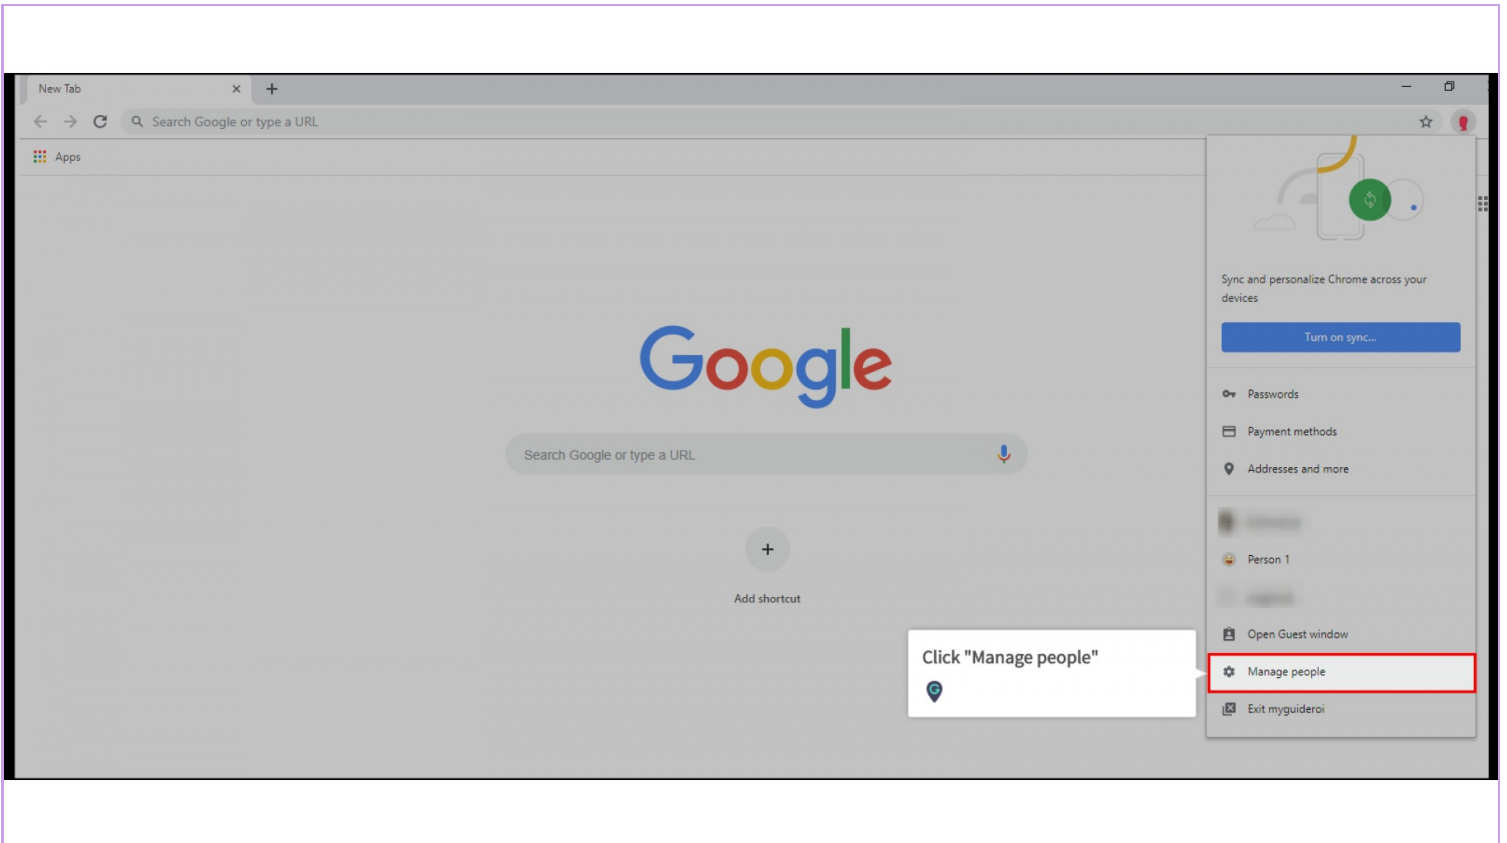 New Tab
Search Google or type a URL
Apps
Sync and personalize Chrome across your
devices
Turn on sync...
Google
Passwords
Payment methods
Addresses and more
Search Google or type a URL
Person 1
Add shortcut
Open Guest window
Click "Manage people"
Manage people
Exit myguideroi